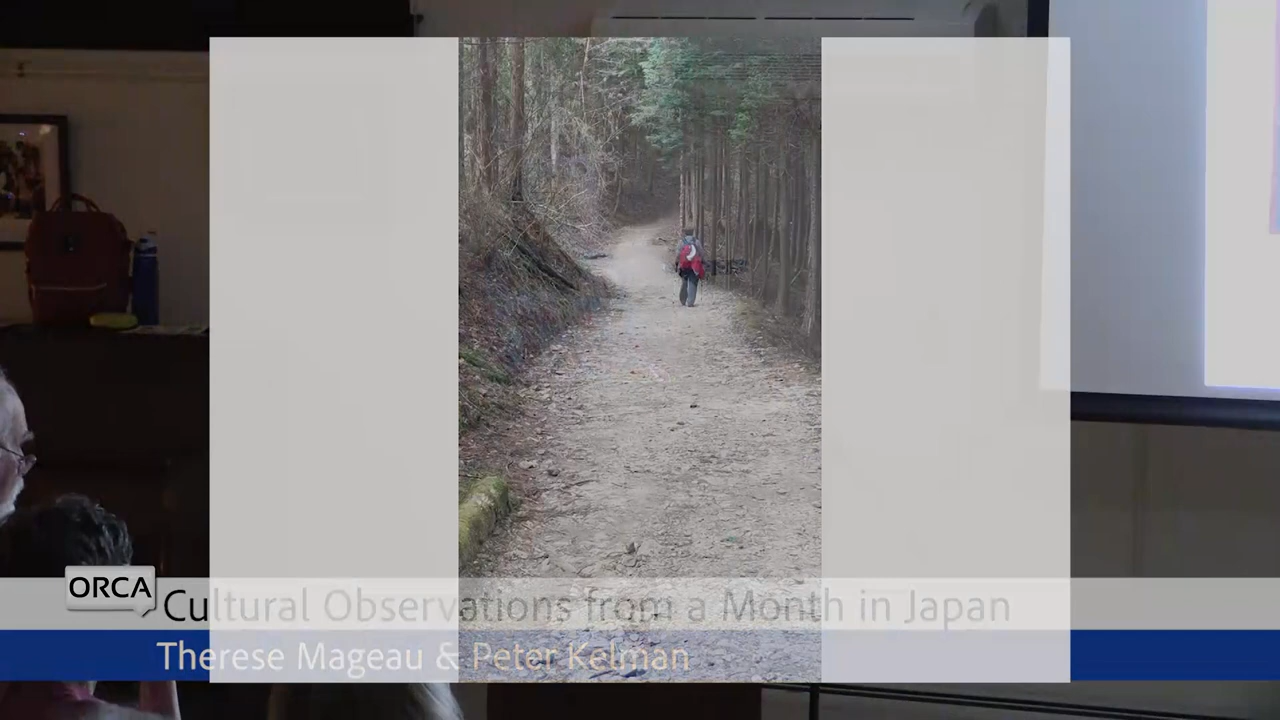 ORCA
Cultural Observations from a Month in Japan
Therese Mageau & Peter Kelman